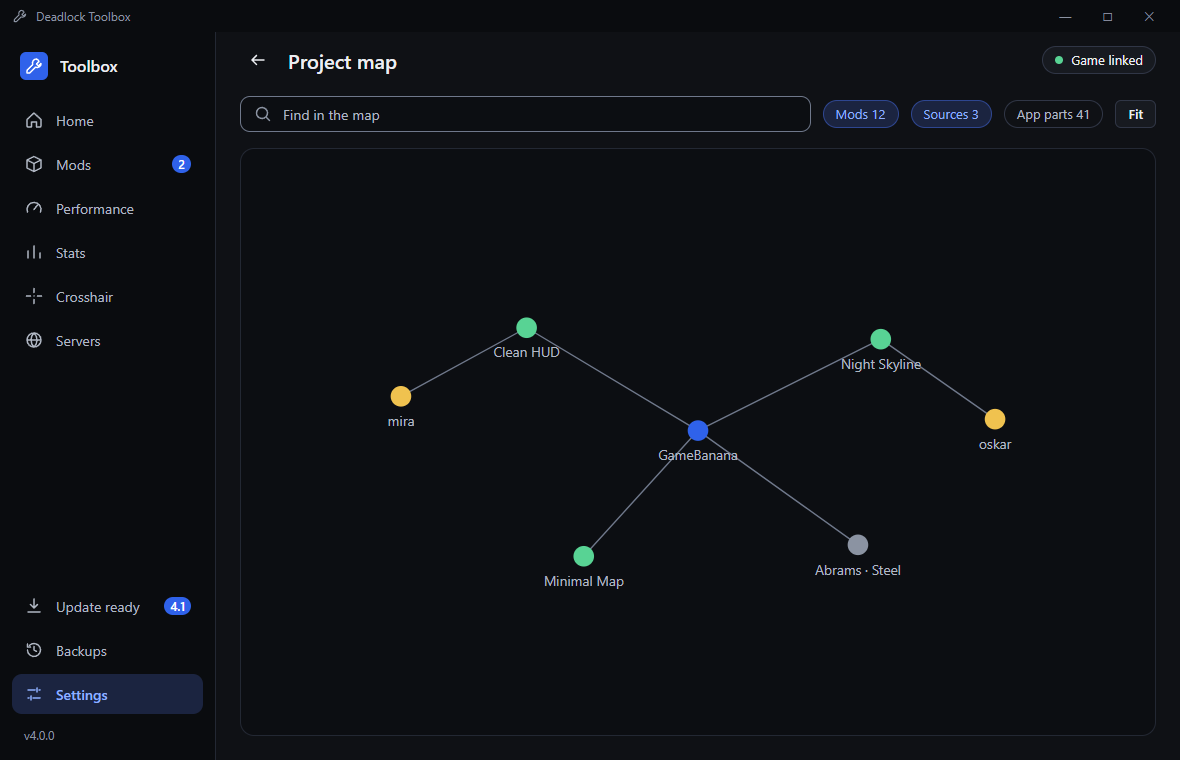 Deadlock Toolbox
Toolbox
Home
Mods 2
Performance
Stats
Crosshair
Servers
Update ready 4.1
Backups
Settings
v4.0.0
Project map
Game linked
Find in the map
Mods 12
Sources 3
App parts 41
Fit
Clean HUD
Night Skyline
mira
oskar
GameBanana
Minimal Map
Abrams · Steel